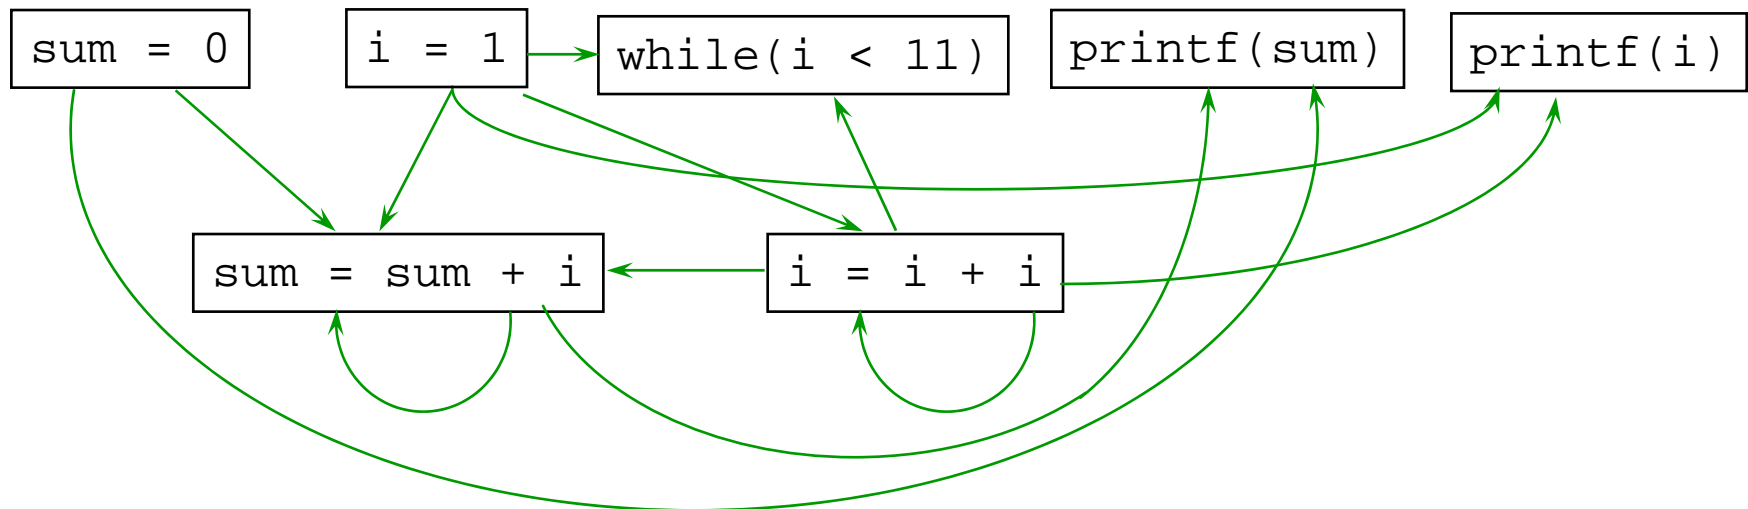 sum = 0
i = 1
while(i < 11)
printf(sum)
printf(i)
sum = sum + i
i = i + i